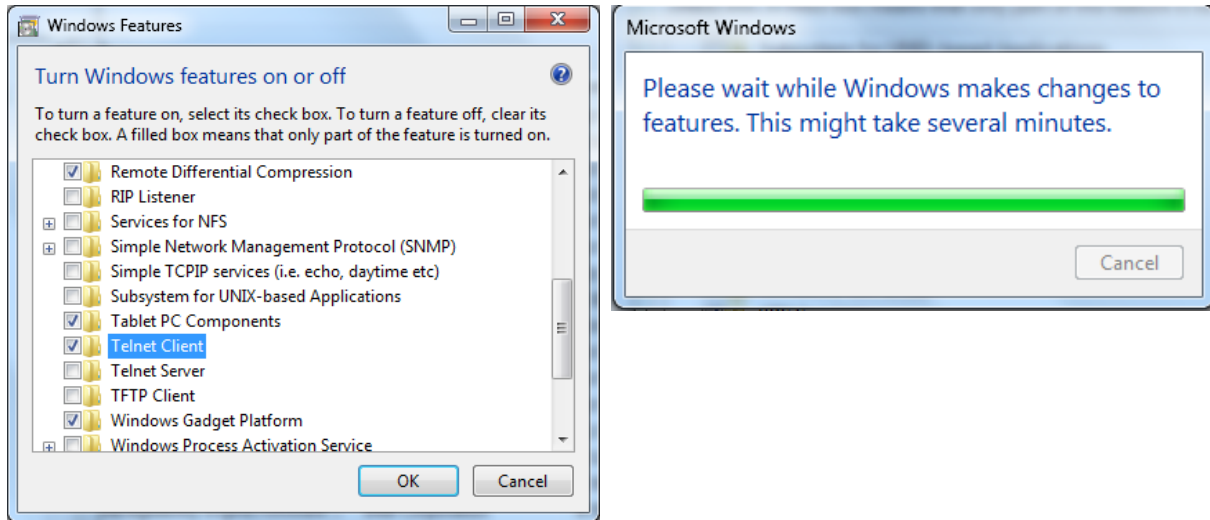 Windows Features
Turn Windows features on or off
To turn a feature on, select its check box. To turn a feature off, clear its
check box. A filled box means that only part of the feature is turned on.
Remote Differential Compression
RIP Listener
Services for NFS
Simple Network Management Protocol (SNMP)
Simple TCPIP services (i.e. echo, daytime etc)
Subsystem for UNIX-based Applications
Tablet PC Components
Telnet Client
Telnet Server
TFTP Client
Windows Gadget Platform
Windows Process Activation Service
OK
Cancel
Microsoft Windows
Please wait while Windows makes changes to
features. This might take several minutes.
Cancel